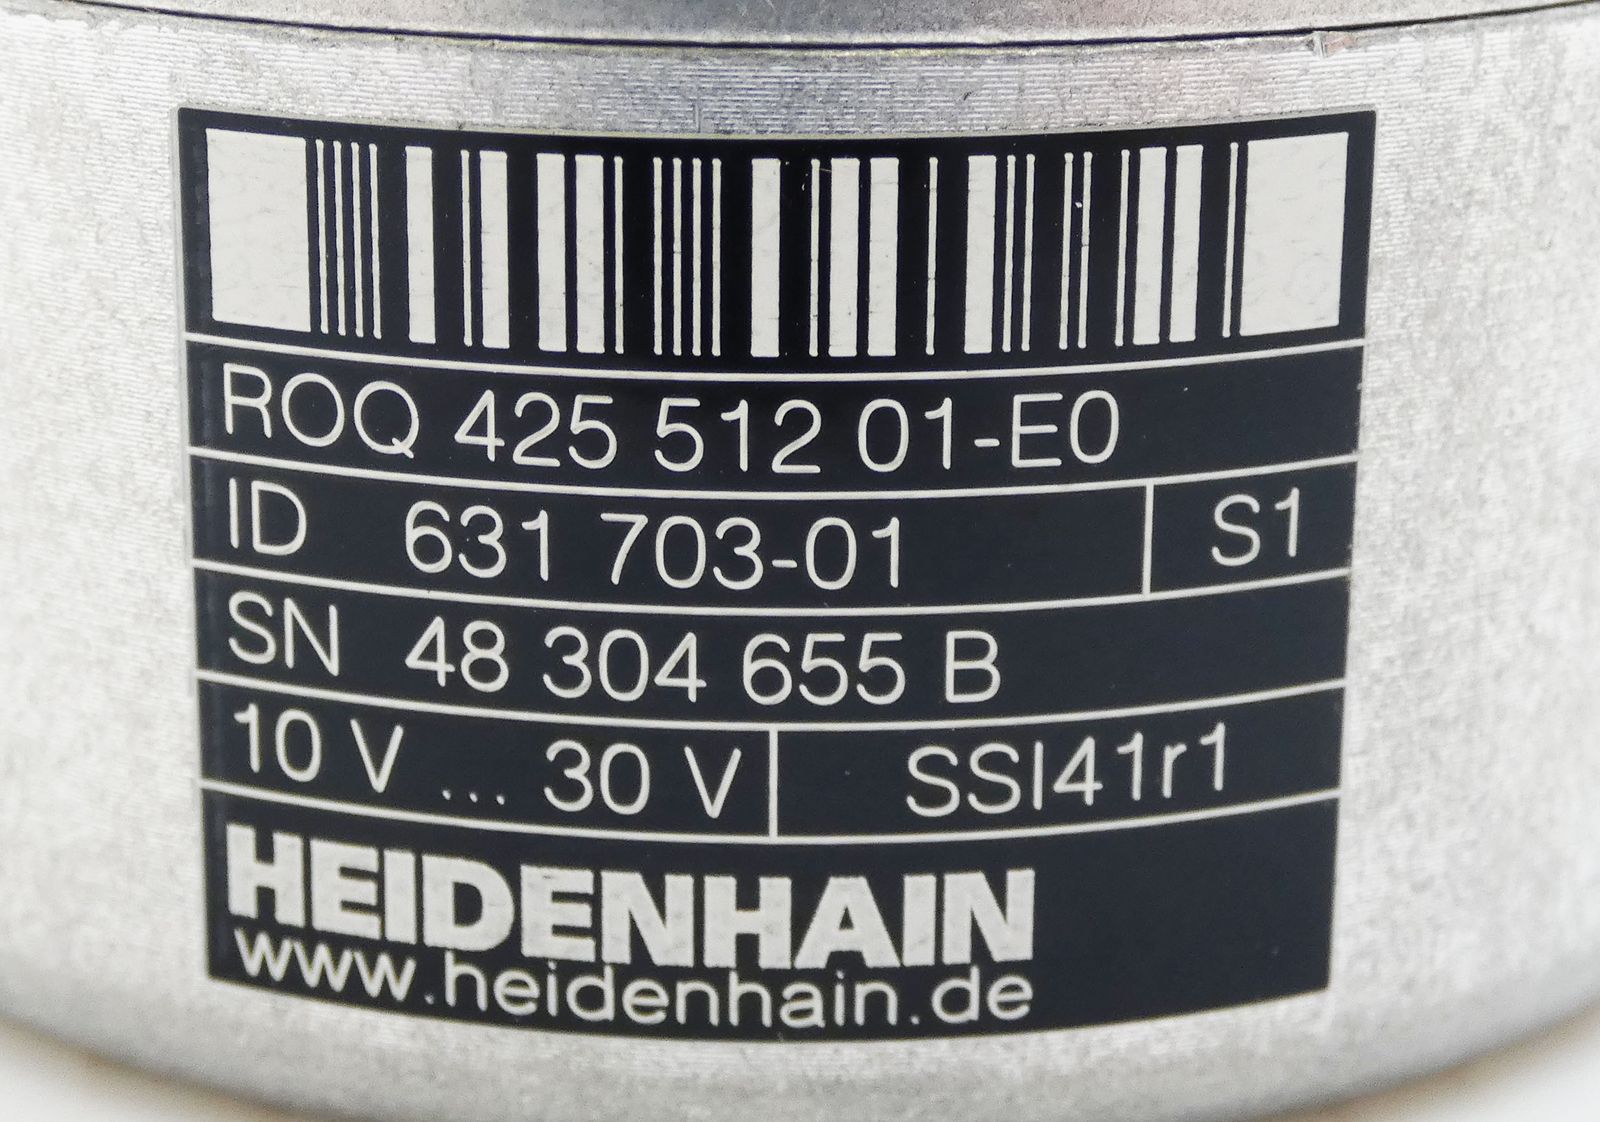 ROQ 425 512 01-E0
ID 631 703-01 S1
SN 48 304 655 B
10 V ... 30 V SSI41r1
HEIDENHAIN
www.heidenhain.de